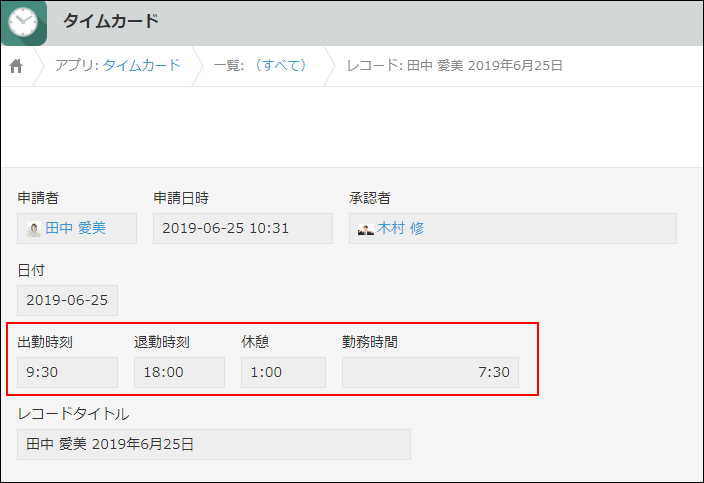 タイムカード
アプリ: タイムカード 一覧: （すべて） レコード: 田中 愛美 2019年6月25日
申請者 申請日時 承認者
田中 愛美 2019-06-25 10:31 木村 修
日付
2019-06-25
出勤時刻 退勤時刻 休憩 勤務時間
9:30 18:00 1:00 7:30
レコードタイトル
田中 愛美 2019年6月25日